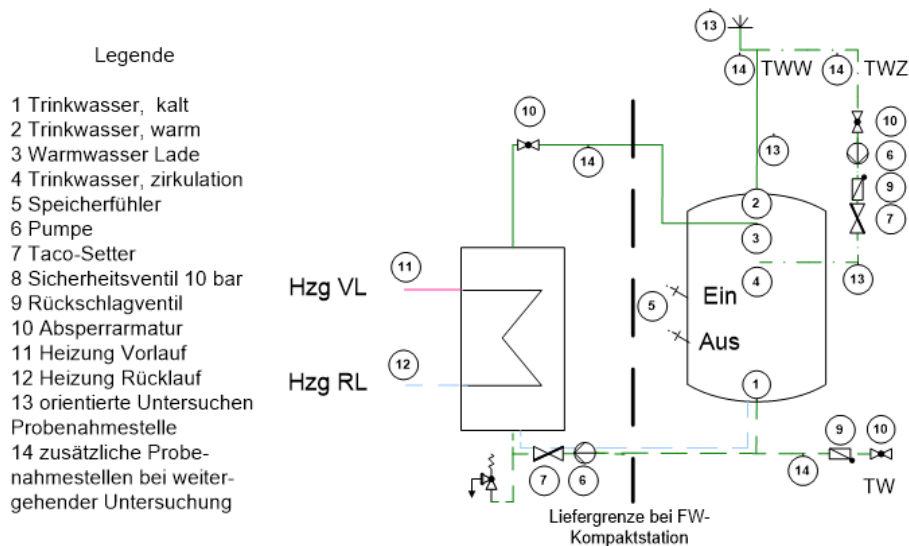 Legende
1 Trinkwasser, kalt
2 Trinkwasser, warm
3 Warmwasser Lade
4 Trinkwasser, zirkulation
5 Speicherfühler
6 Pumpe
7 Taco-Setter
8 Sicherheitsventil 10 bar
9 Rückschlagventil
10 Absperrarmatur
11 Heizung Vorlauf
12 Heizung Rücklauf
13 orientierte Untersuchen
Probenahmestelle
14 zusätzliche Probe-
nahmestellen bei weiter-
gehender Untersuchung
13
14 TWW 14 TWZ
10
10
6
14
13
9
2
7
3
11
Hzg VL
4
13
5
Ein
Aus
12
Hzg RL
1
9
10
7
6
14
TW
Liefergrenze bei FW-
Kompaktstation